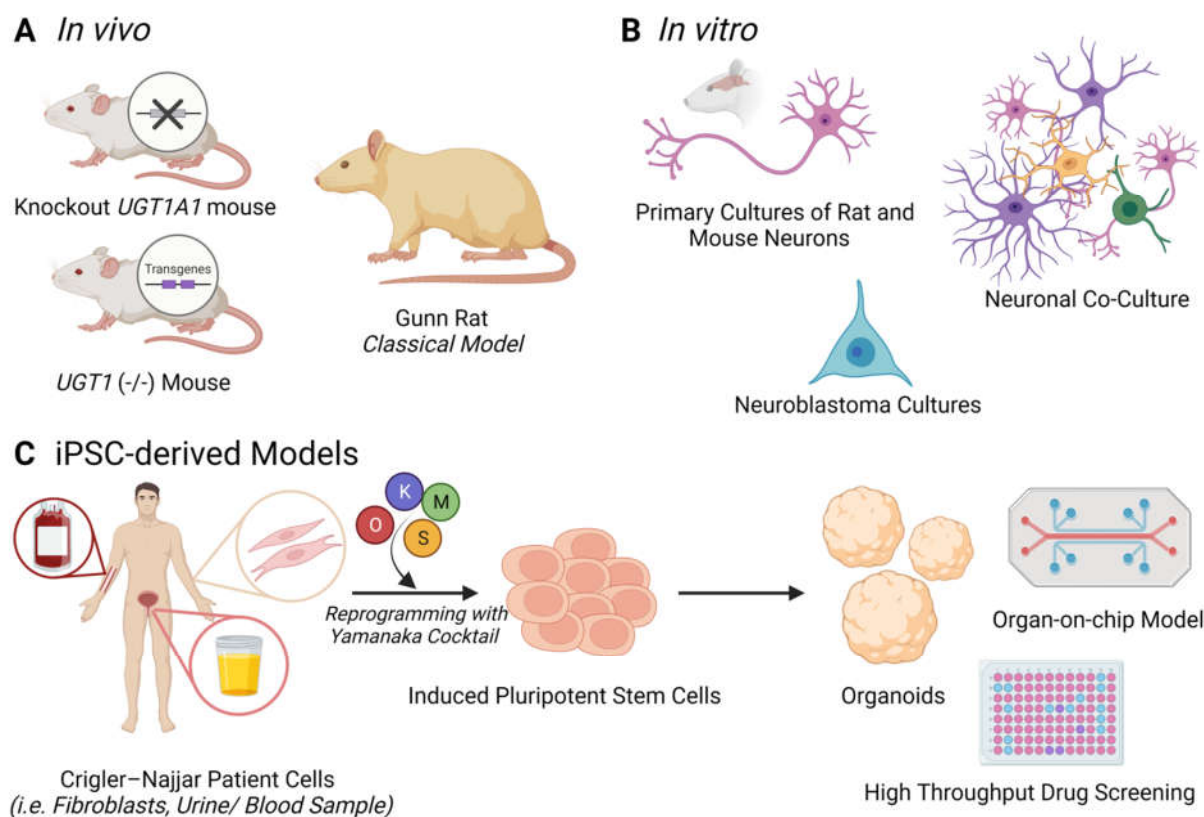 A In vivo
Knockout UGT1A1 mouse
Transgenes
UGT1 (-/-) Mouse
Gunn Rat
Classical Model
B In vitro
Primary Cultures of Rat and
Mouse Neurons
Neuronal Co-Culture
Neuroblastoma Cultures
C iPSC-derived Models
O
K
M
S
Reprogramming with
Yamanaka Cocktail
Crigler–Najjar Patient Cells
(i.e. Fibroblasts, Urine/ Blood Sample)
Induced Pluripotent Stem Cells
Organoids
Organ-on-chip Model
High Throughput Drug Screening